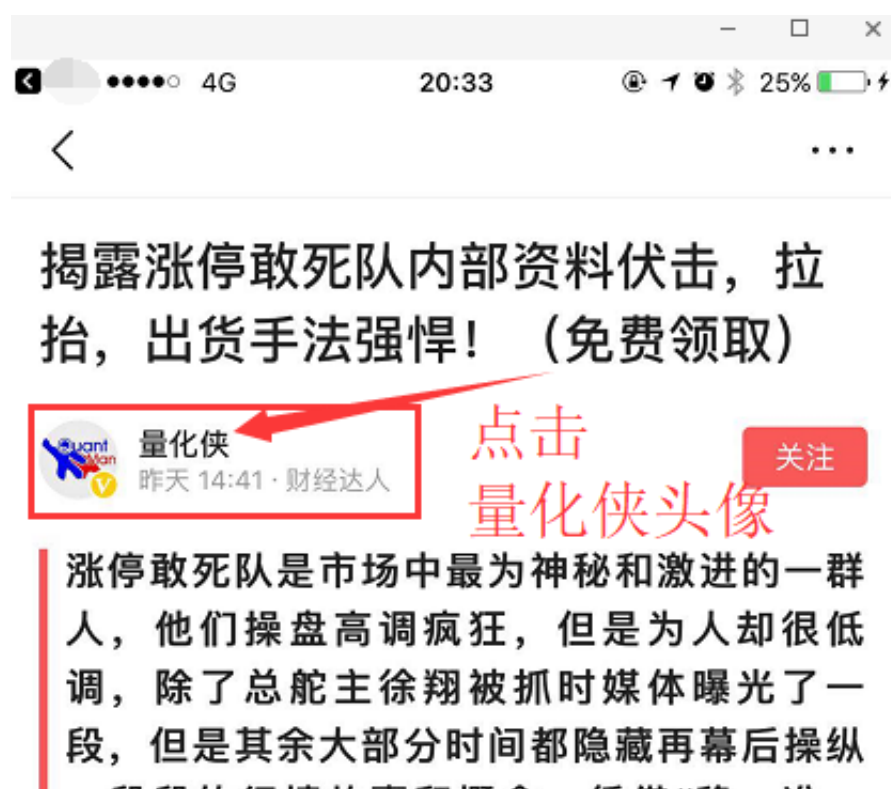 4G 20:33 25%
揭露涨停敢死队内部资料伏击，拉
抬，出货手法强悍！（免费领取）
Quant
Man
量化侠
昨天 14:41 · 财经达人
点击
量化侠头像
关注
涨停敢死队是市场中最为神秘和激进的一群
人，他们操盘高调疯狂，但是为人却很低
调，除了总舵主徐翔被抓时媒体曝光了一
段，但是其余大部分时间都隐藏再幕后操纵